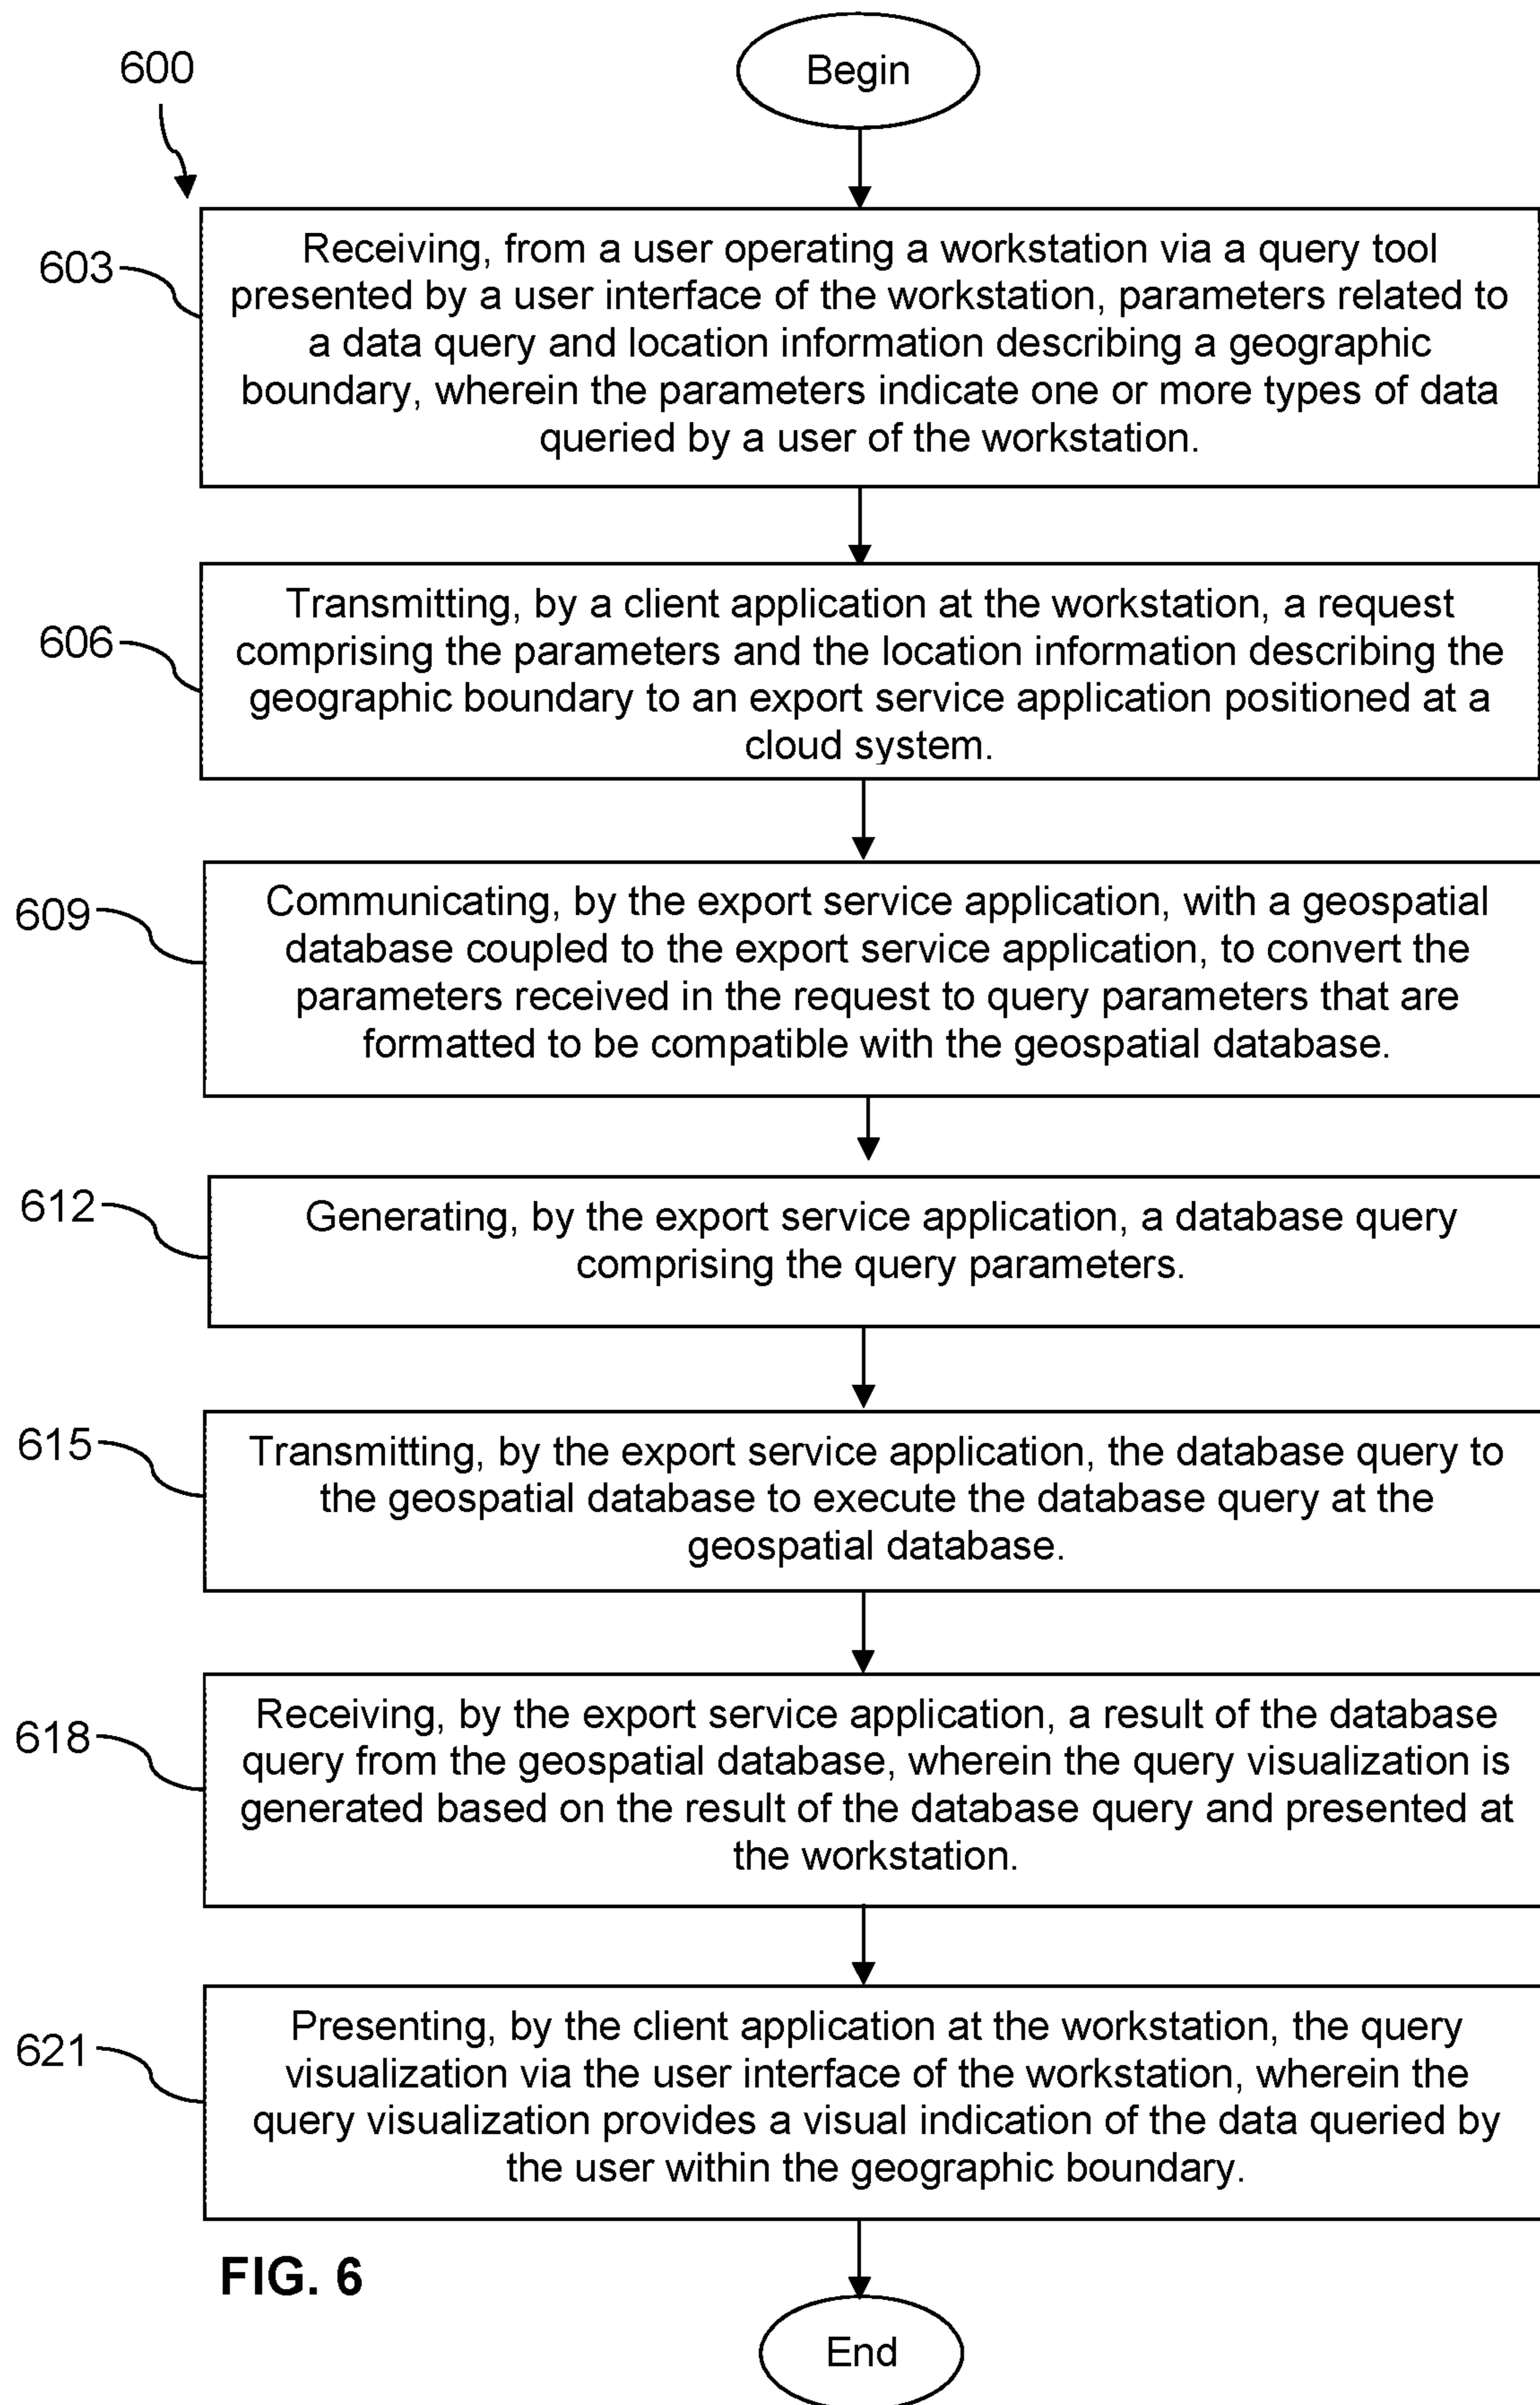 Begin
600
603
Receiving, from a user operating a workstation via a query tool
presented by a user interface of the workstation, parameters related to
a data query and location information describing a geographic
boundary, wherein the parameters indicate one or more types of data
queried by a user of the workstation.
606
Transmitting, by a client application at the workstation, a request
comprising the parameters and the location information describing the
geographic boundary to an export service application positioned at a
cloud system.
609
Communicating, by the export service application, with a geospatial
database coupled to the export service application, to convert the
parameters received in the request to query parameters that are
formatted to be compatible with the geospatial database.
612
Generating, by the export service application, a database query
comprising the query parameters.
615
Transmitting, by the export service application, the database query to
the geospatial database to execute the database query at the
geospatial database.
618
Receiving, by the export service application, a result of the database
query from the geospatial database, wherein the query visualization is
generated based on the result of the database query and presented at
the workstation.
621
Presenting, by the client application at the workstation, the query
visualization via the user interface of the workstation, wherein the
query visualization provides a visual indication of the data queried by
the user within the geographic boundary.
FIG. 6
End